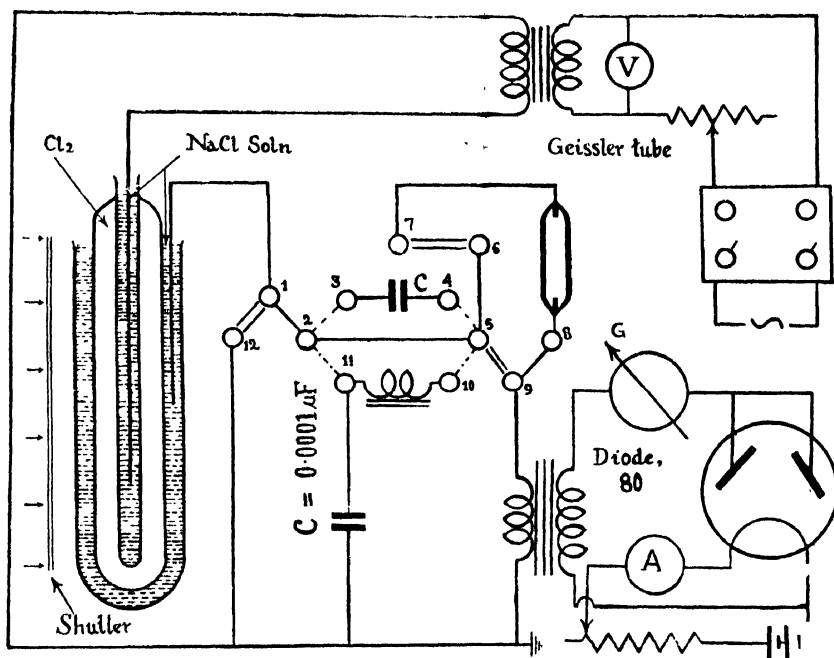 V
Cl₂
NaCl Soln
Geissler tube
7
6
3
C
4
1
2
5
8
12
11
10
9
G
C = 0.0001 µF
Diode,
80
A
Shutter